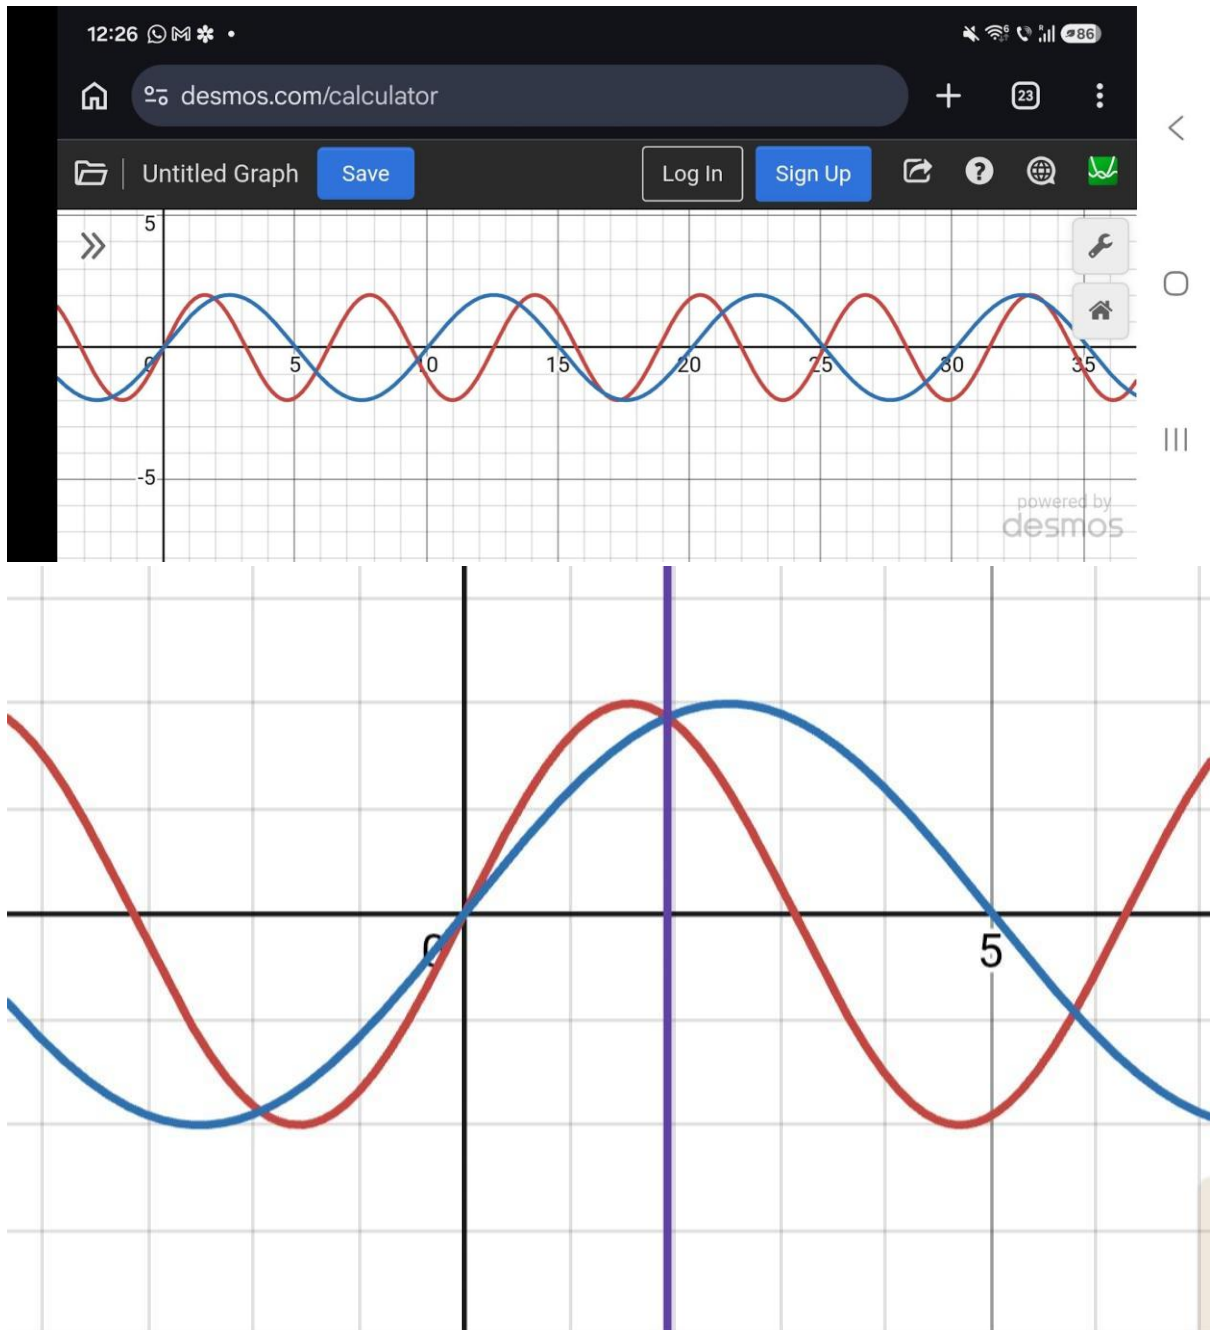 12:26
6 R 86
desmos.com/calculator
23
Untitled Graph
Save
Log In
Sign Up
?
5
0 5 10 15 20 25 30 35
-5
powered by
desmos
0 5